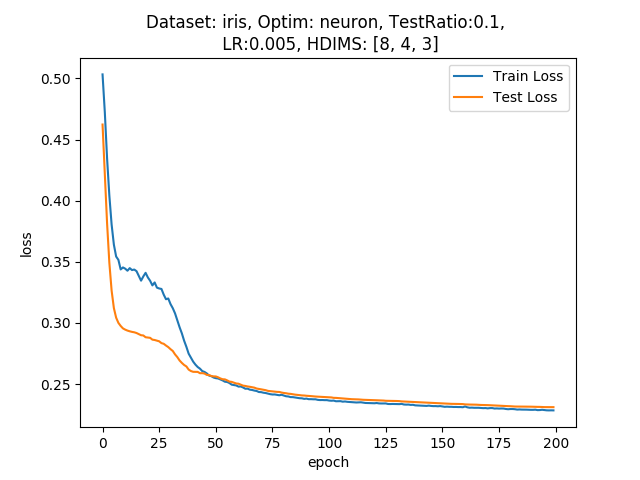 Dataset: iris, Optim: neuron, TestRatio:0.1,
LR:0.005, HDIMS: [8, 4, 3]
Train Loss
Test Loss
loss
0.50
0.45
0.40
0.35
0.30
0.25
0
25
50
75
100
125
150
175
200
epoch